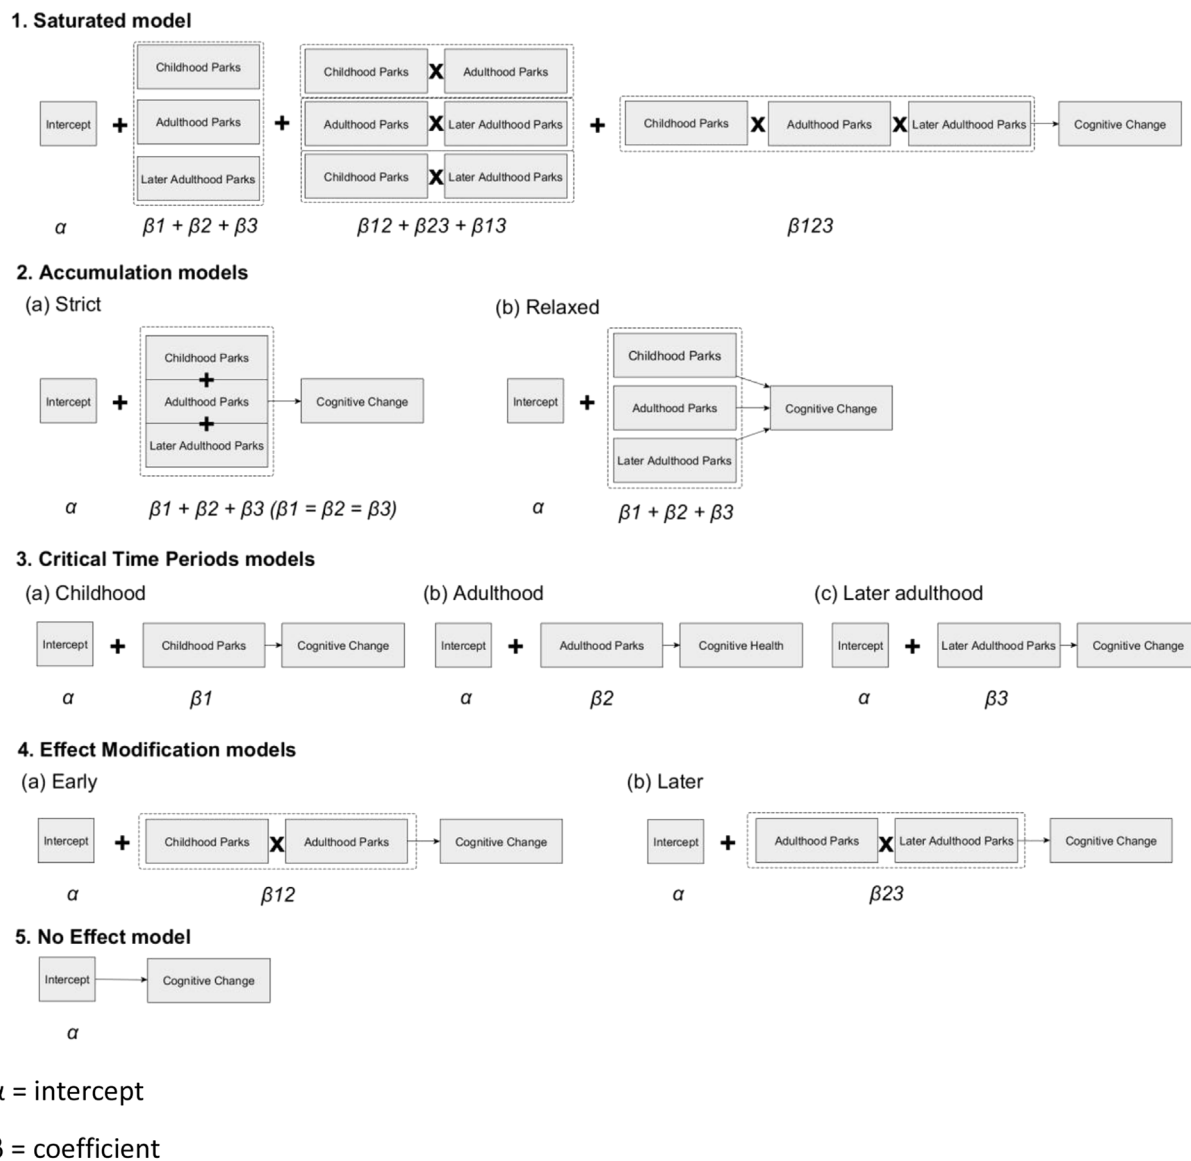 1. Saturated model
Childhood Parks
Childhood Parks X Adulthood Parks
Intercept + Adulthood Parks + Adulthood Parks X Later Adulthood Parks + Childhood Parks X Adulthood Parks X Later Adulthood Parks Cognitive Change
Later Adulthood Parks Childhood Parks X Later Adulthood Parks
α β1 + β2 + β3 β12 + β23 + β13 β123
2. Accumulation models
(a) Strict (b) Relaxed
Childhood Parks Childhood Parks
+
Intercept + Adulthood Parks Cognitive Change Intercept + Adulthood Parks Cognitive Change
+
Later Adulthood Parks Later Adulthood Parks
α β1 + β2 + β3 (β1 = β2 = β3) α β1 + β2 + β3
3. Critical Time Periods models
(a) Childhood (b) Adulthood (c) Later adulthood
Intercept + Childhood Parks Cognitive Change Intercept + Adulthood Parks Cognitive Health Intercept + Later Adulthood Parks Cognitive Change
α β1 α β2 α β3
4. Effect Modification models
(a) Early (b) Later
Intercept + Childhood Parks X Adulthood Parks Cognitive Change Intercept + Adulthood Parks X Later Adulthood Parks Cognitive Change
α β12 α β23
5. No Effect model
Intercept Cognitive Change
α
α = intercept
β = coefficient